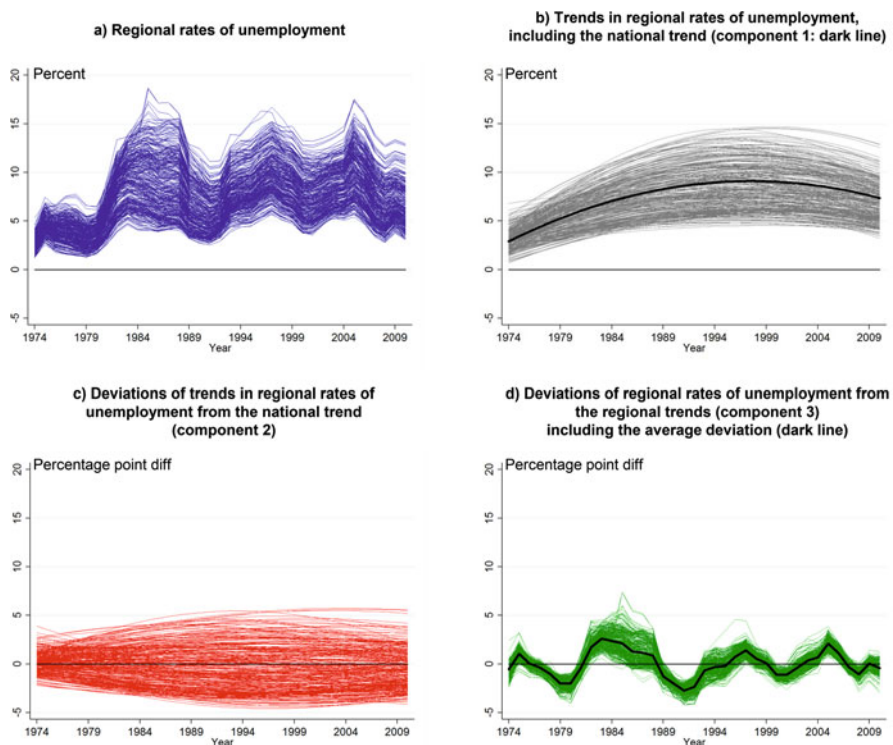 a) Regional rates of unemployment
Percent
20
15
10
5
0
-5
1974 1979 1984 1989 1994 1999 2004 2009
Year
b) Trends in regional rates of unemployment,
including the national trend (component 1: dark line)
Percent
20
15
10
5
0
-5
1974 1979 1984 1989 1994 1999 2004 2009
Year
c) Deviations of trends in regional rates of
unemployment from the national trend
(component 2)
Percentage point diff
20
15
10
5
0
-5
1974 1979 1984 1989 1994 1999 2004 2009
Year
d) Deviations of regional rates of unemployment from
the regional trends (component 3)
including the average deviation (dark line)
Percentage point diff
20
15
10
5
0
-5
1974 1979 1984 1989 1994 1999 2004 2009
Year